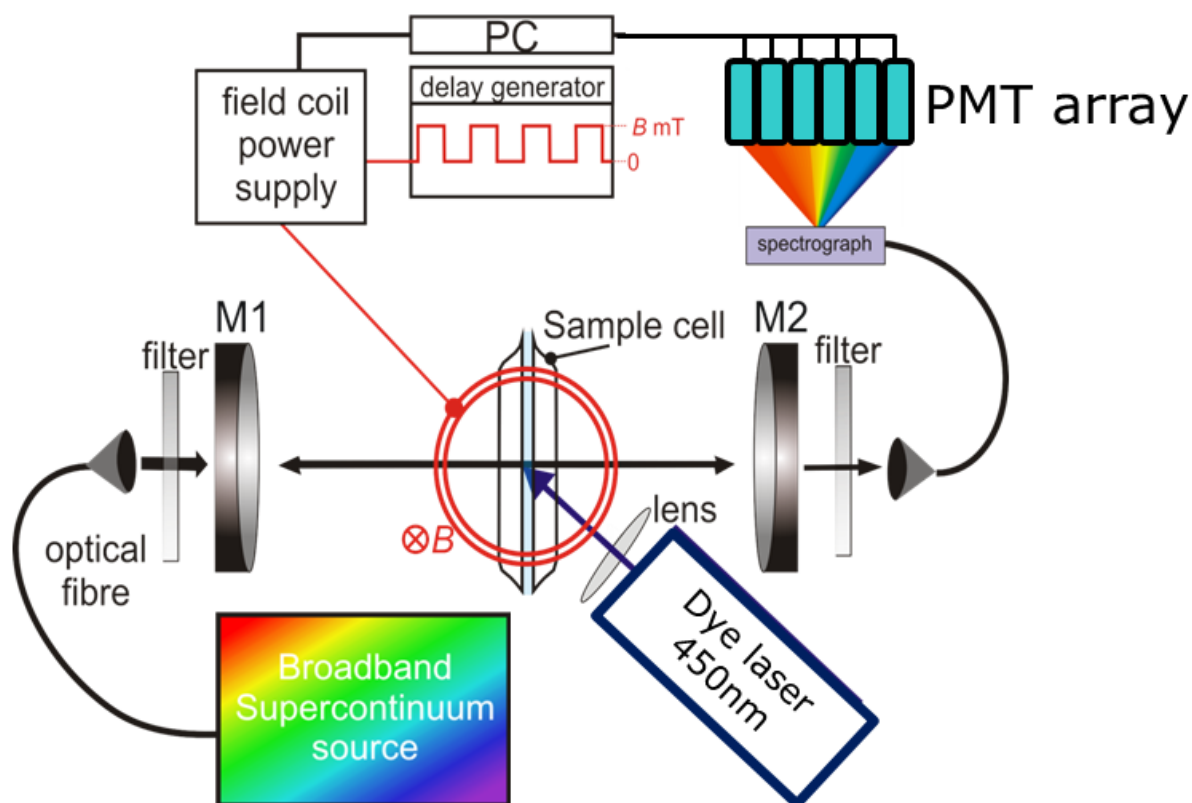 PC
field coil
power
supply
delay generator
B mT
0
PMT array
spectrograph
M1
filter
Sample cell
M2
filter
⊗B
lens
optical
fibre
Dye laser
450nm
Broadband
Supercontinuum
source